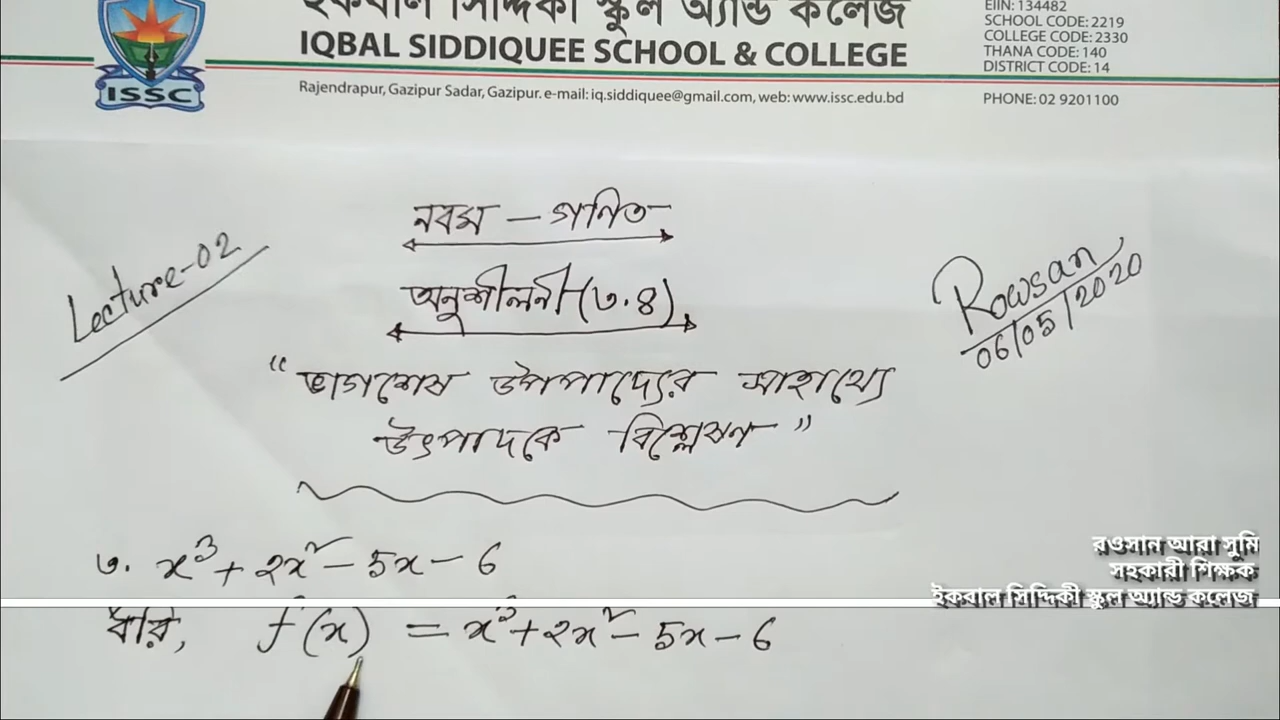 ইকবাল সিদ্দিকী স্কুল অ্যান্ড কলেজ
IQBAL SIDDIQUEE SCHOOL & COLLEGE
Rajendrapur, Gazipur Sadar, Gazipur. e-mail: iq.siddiquee@gmail.com, web: www.issc.edu.bd
EIIN: 134482
SCHOOL CODE: 2219
COLLEGE CODE: 2330
THANA CODE: 140
DISTRICT CODE: 14
PHONE: 02 9201100
ISSC
নবম – গণিত
Lecture-02
অনুশীলনী (৩.৪)
Rowsan
06/05/2020
“ভাগশেষ উপপাদ্যের সাহায্যে
উৎপাদকে বিশ্লেষণ”
৩. x³ + 2x² – 5x – 6
ধরি, f(x) = x³ + 2x² – 5x – 6
রওসান আরা সুমি
সহকারী শিক্ষক
ইকবাল সিদ্দিকী স্কুল অ্যান্ড কলেজ